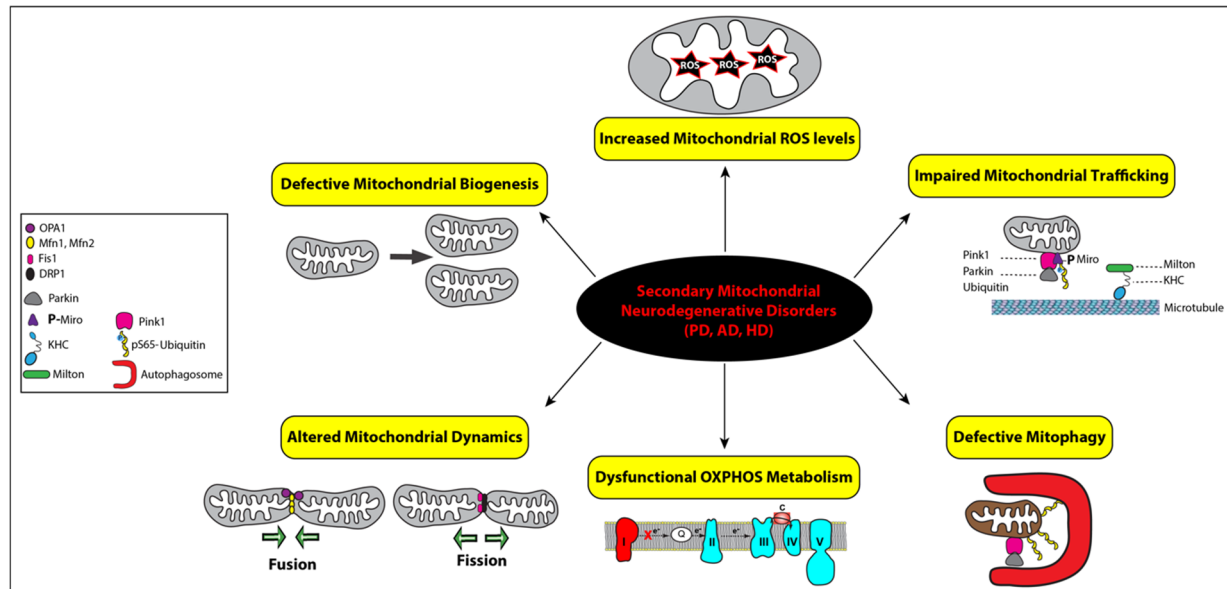 ROS
ROS
ROS
Increased Mitochondrial ROS levels
Defective Mitochondrial Biogenesis
Impaired Mitochondrial Trafficking
OPA1
Mfn1, Mfn2
Fis1
DRP1
Parkin
P-Miro
KHC
Milton
Pink1
pS65-Ubiquitin
Autophagosome
Secondary Mitochondrial
Neurodegenerative Disorders
(PD, AD, HD)
Pink1
Parkin
Ubiquitin
P Miro
Milton
KHC
Microtubule
Altered Mitochondrial Dynamics
Fusion
Fission
Dysfunctional OXPHOS Metabolism
I
X
e-
Q
e-
II
e-
III
C
IV
V
Defective Mitophagy